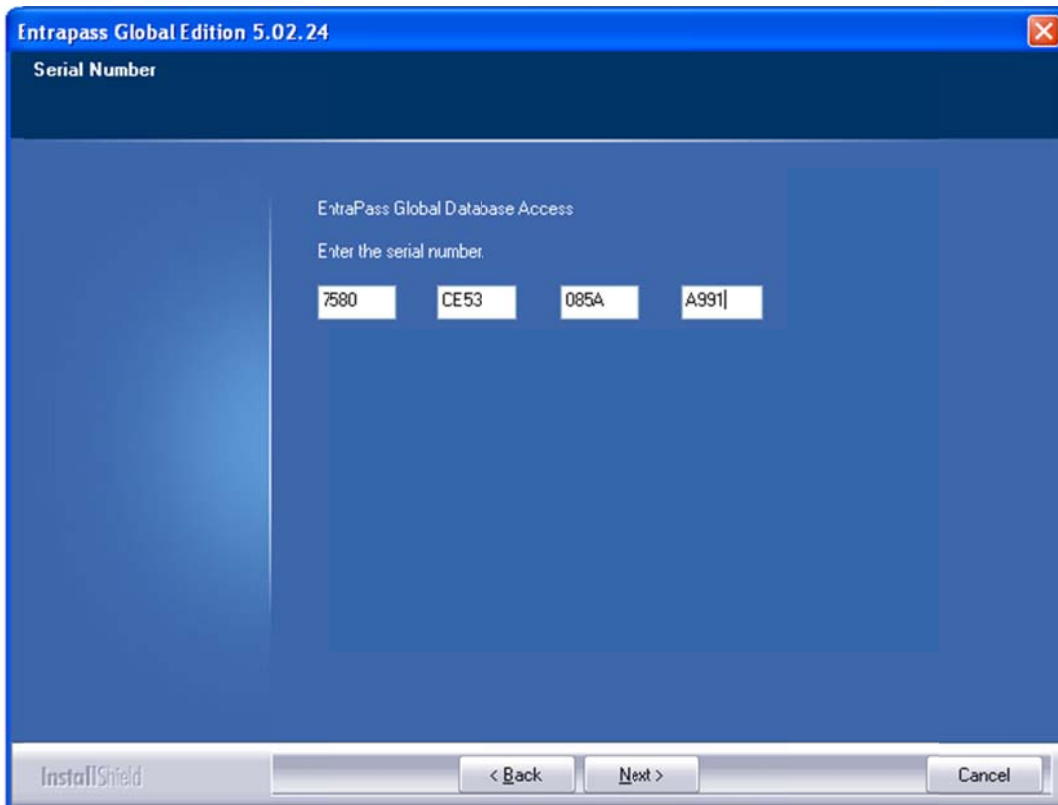 Entrapass Global Edition 5.02.24
Serial Number
EntraPass Global Database Access
Enter the serial number.
7580 CE53 085A A991
InstallShield < Back Next > Cancel